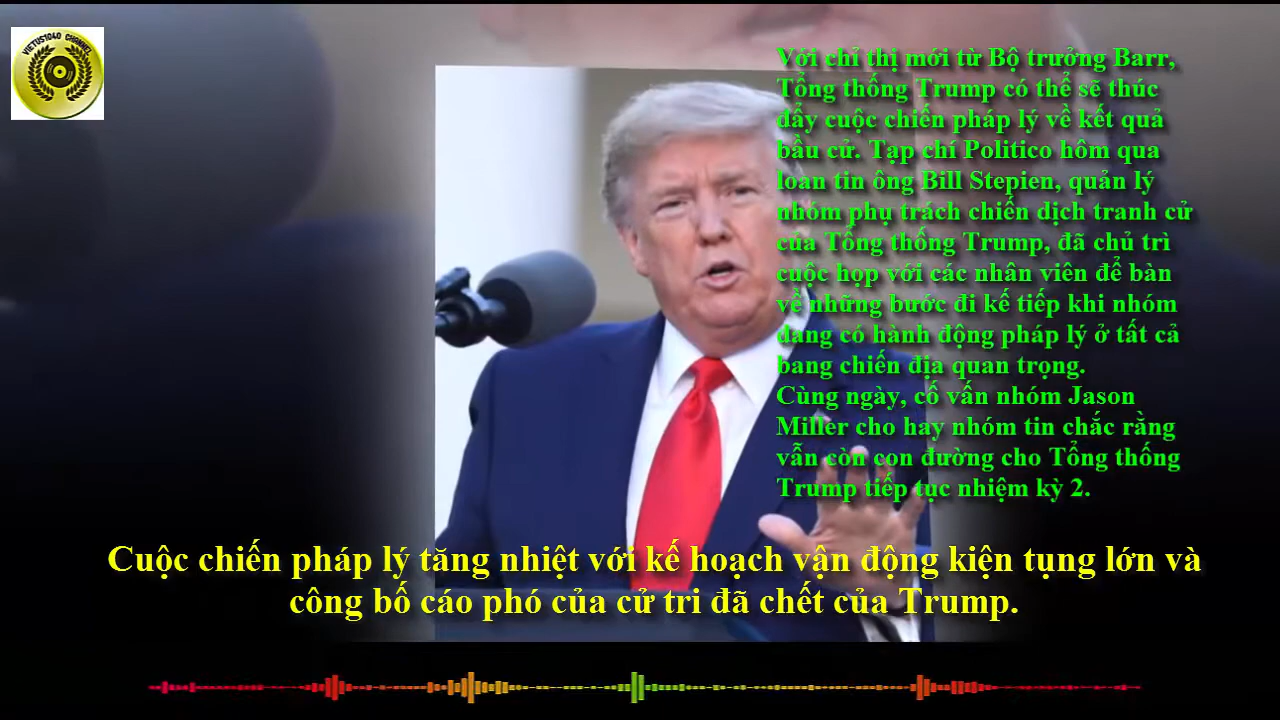 VIETUS1040 CHANNEL
Với chỉ thị mới từ Bộ trưởng Barr,
Tổng thống Trump có thể sẽ thúc
đẩy cuộc chiến pháp lý về kết quả
bầu cử. Tạp chí Politico hôm qua
loan tin ông Bill Stepien, quản lý
nhóm phụ trách chiến dịch tranh cử
của Tổng thống Trump, đã chủ trì
cuộc họp với các nhân viên để bàn
về những bước đi kế tiếp khi nhóm
đang có hành động pháp lý ở tất cả
bang chiến địa quan trọng.
Cùng ngày, cố vấn nhóm Jason
Miller cho hay nhóm tin chắc rằng
vẫn còn con đường cho Tổng thống
Trump tiếp tục nhiệm kỳ 2.
Cuộc chiến pháp lý tăng nhiệt với kế hoạch vận động kiện tụng lớn và
công bố cáo phó của cử tri đã chết của Trump.